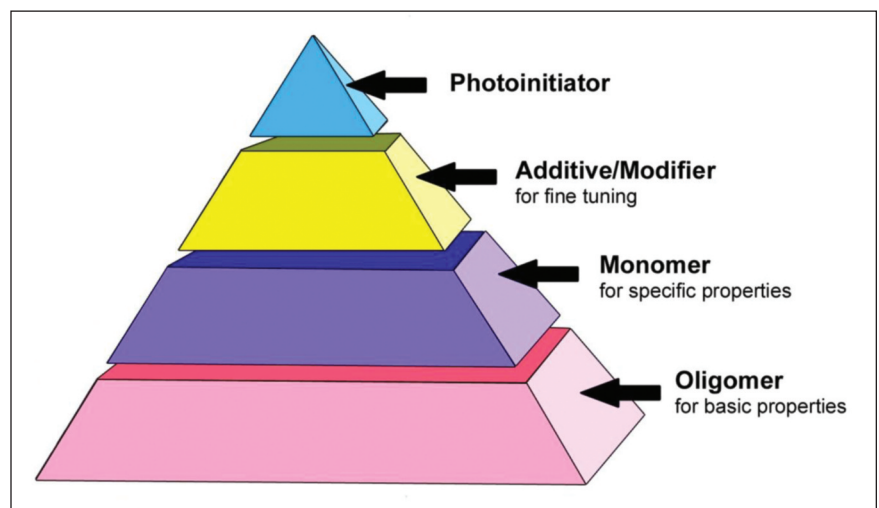 Photoinitiator
Additive/Modifier
for fine tuning
Monomer
for specific properties
Oligomer
for basic properties